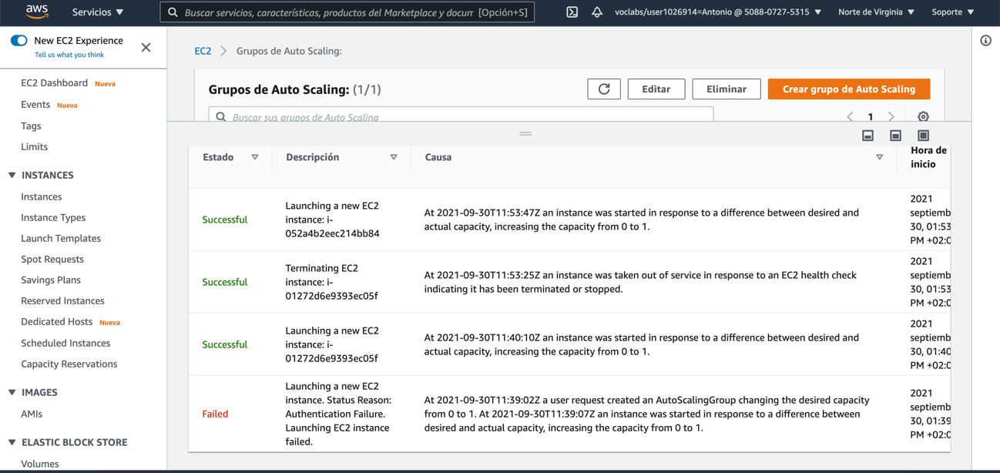 aws
Servicios
Buscar servicios, características, productos del Marketplace y docum [Opción+S]
voclabs/user1026914=Antonio @ 5088-0727-5315
Norte de Virginia
Soporte
New EC2 Experience
Tell us what you think
EC2 Dashboard Nueva
Events Nueva
Tags
Limits
INSTANCES
Instances
Instance Types
Launch Templates
Spot Requests
Savings Plans
Reserved Instances
Dedicated Hosts Nueva
Scheduled Instances
Capacity Reservations
IMAGES
AMIs
ELASTIC BLOCK STORE
Volumes
EC2 > Grupos de Auto Scaling:
Grupos de Auto Scaling: (1/1)
Editar
Eliminar
Crear grupo de Auto Scaling
Buscar sus grupos de Auto Scaling
1
Estado
Descripción
Causa
Hora de
inicio
Successful
Launching a new EC2
instance: i-
052a4b2eec214bb84
At 2021-09-30T11:53:47Z an instance was started in response to a difference between desired and
actual capacity, increasing the capacity from 0 to 1.
2021
septiemb
30, 01:53
PM +02:0
Successful
Terminating EC2
instance: i-
01272d6e9393ec05f
At 2021-09-30T11:53:25Z an instance was taken out of service in response to an EC2 health check
indicating it has been terminated or stopped.
2021
septiemb
30, 01:53
PM +02:0
Successful
Launching a new EC2
instance: i-
01272d6e9393ec05f
At 2021-09-30T11:40:10Z an instance was started in response to a difference between desired and
actual capacity, increasing the capacity from 0 to 1.
2021
septiemb
30, 01:40
PM +02:0
Failed
Launching a new EC2
instance. Status Reason:
Authentication Failure.
Launching EC2 instance
failed.
At 2021-09-30T11:39:02Z a user request created an AutoScalingGroup changing the desired capacity
from 0 to 1. At 2021-09-30T11:39:07Z an instance was started in response to a difference between
desired and actual capacity, increasing the capacity from 0 to 1.
2021
septiemb
30, 01:39
PM +02:0